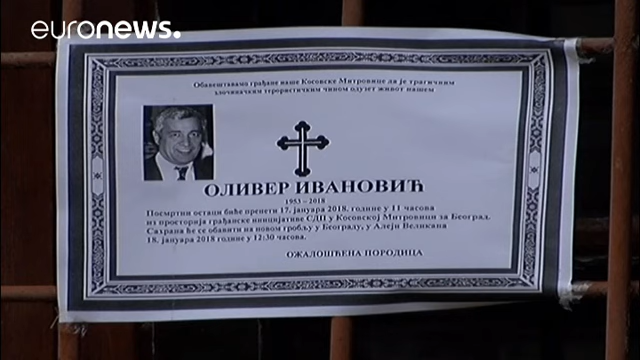 euronews.
Обавештавамо грађане наше Косовске Митровице да је трагичним
злочиначким терористичким чином одузет живот нашем
ОЛИВЕР ИВАНОВИЋ
1953 – 2018
Посмртни остаци биће пренети 17. јануара 2018. године у 11 часова
из просторија грађанске иницијативе СДП у Косовској Митровици за Београд.
Сахрана ће се обавити на новом гробљу у Београду, у Алеји Великана
18. јануара 2018 године у 12:30 часова.
ОЖАЛОШЋЕНА ПОРОДИЦА